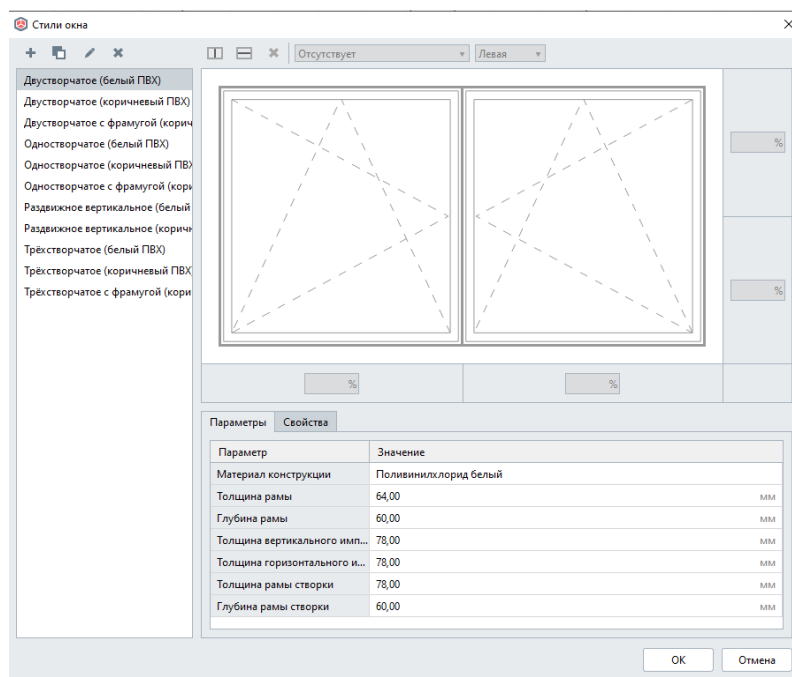 Стили окна
Отсутствует
Левая
Двустворчатое (белый ПВХ)
Двустворчатое (коричневый ПВХ)
Двустворчатое с фрамугой (корич
Одностворчатое (белый ПВХ)
Одностворчатое (коричневый ПВХ
Одностворчатое с фрамугой (кори
Раздвижное вертикальное (белый
Раздвижное вертикальное (коричн
Трёхстворчатое (белый ПВХ)
Трёхстворчатое (коричневый ПВХ
Трёхстворчатое с фрамугой (кори
%
%
% %
Параметры Свойства
Параметр Значение
Материал конструкции Поливинилхлорид белый
Толщина рамы 64,00 мм
Глубина рамы 60,00 мм
Толщина вертикального имп... 78,00 мм
Толщина горизонтального и... 78,00 мм
Толщина рамы створки 78,00 мм
Глубина рамы створки 60,00 мм
ОК Отмена